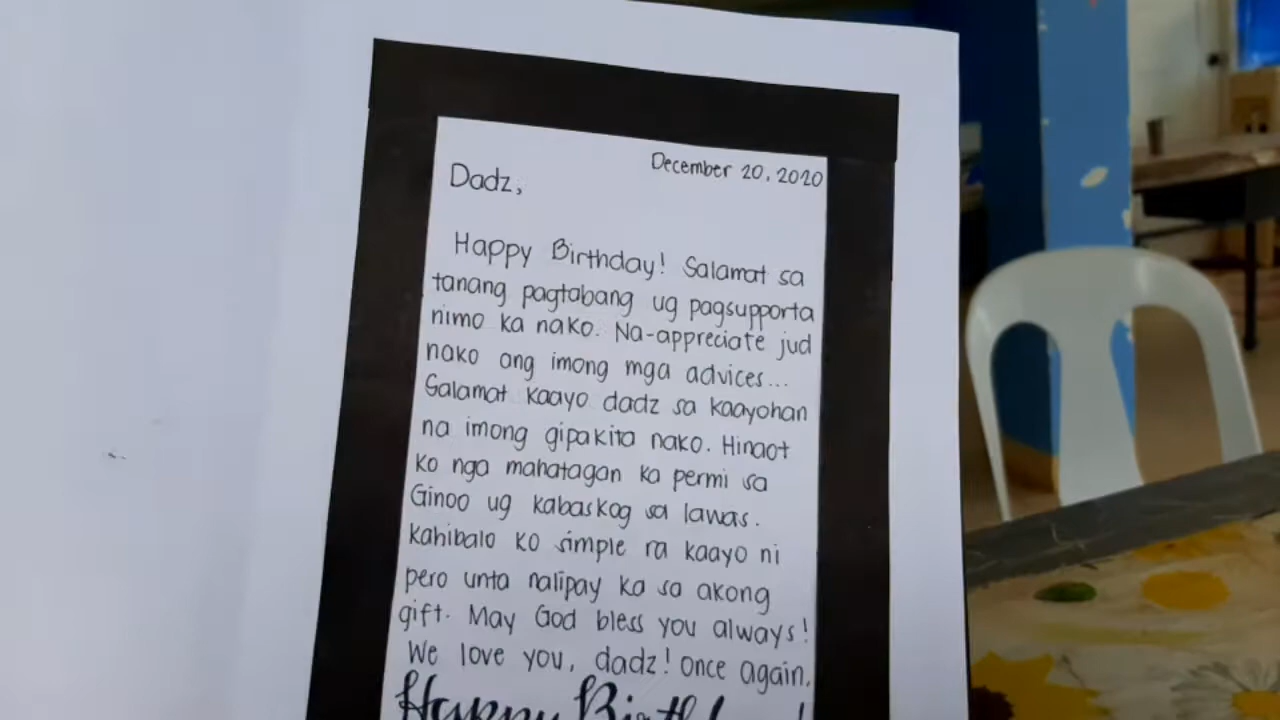 December 20, 2020
Dadz,
Happy Birthday! Salamat sa
tanang pagtabang ug pagsupporta
nimo ka nako. Na-appreciate jud
nako ang imong mga advices...
Salamat kaayo dadz sa kaayohan
na imong gipakita nako. Hinaot
ko nga mahatagan ka permi sa
Ginoo ug kabaskog sa lawas.
kahibalo ko simple ra kaayo ni
pero unta nalipay ka sa akong
gift. May God bless you always!
We love you, dadz! once again,
Happy